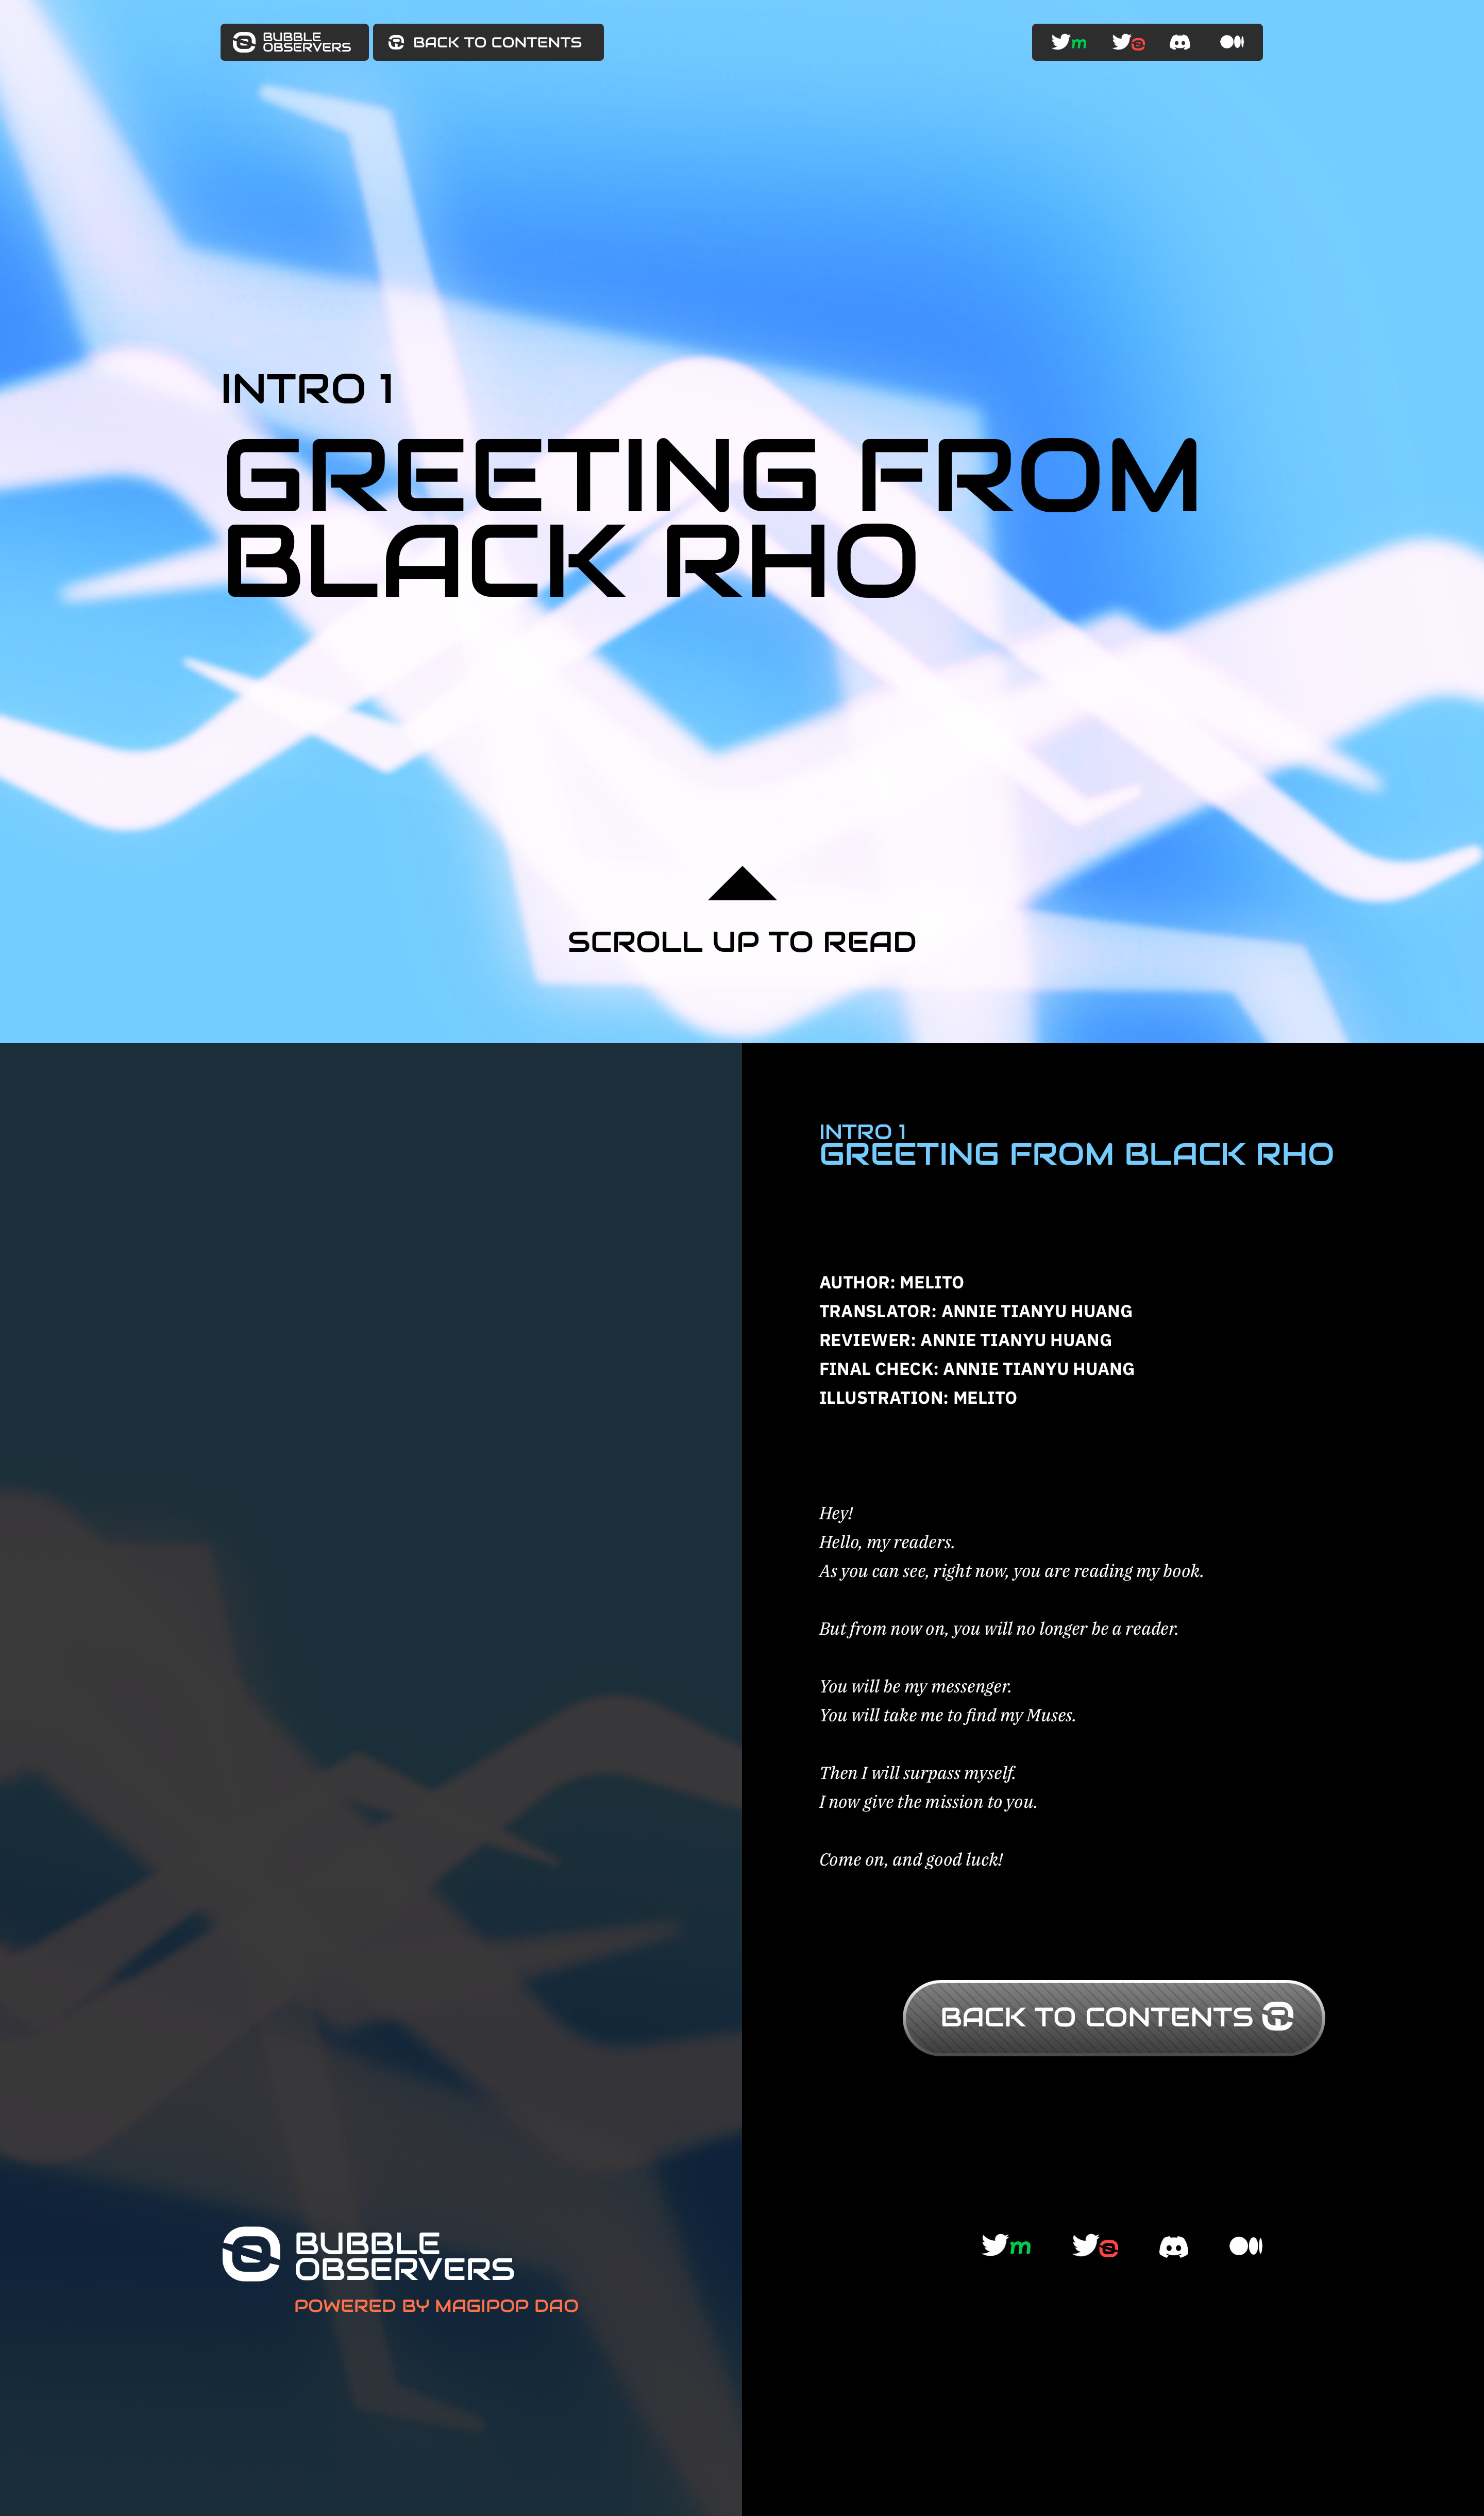 BUBBLE
OBSERVERS
BACK TO CONTENTS
m
INTRO 1
GREETING FROM
BLACK RHO
SCROLL UP TO READ
INTRO 1
GREETING FROM BLACK RHO
AUTHOR: MELITO
TRANSLATOR: ANNIE TIANYU HUANG
REVIEWER: ANNIE TIANYU HUANG
FINAL CHECK: ANNIE TIANYU HUANG
ILLUSTRATION: MELITO
Hey!
Hello, my readers.
As you can see, right now, you are reading my book.
But from now on, you will no longer be a reader.
You will be my messenger.
You will take me to find my Muses.
Then I will surpass myself.
I now give the mission to you.
Come on, and good luck!
BACK TO CONTENTS
BUBBLE
OBSERVERS
POWERED BY MAGIPOP DAO
m